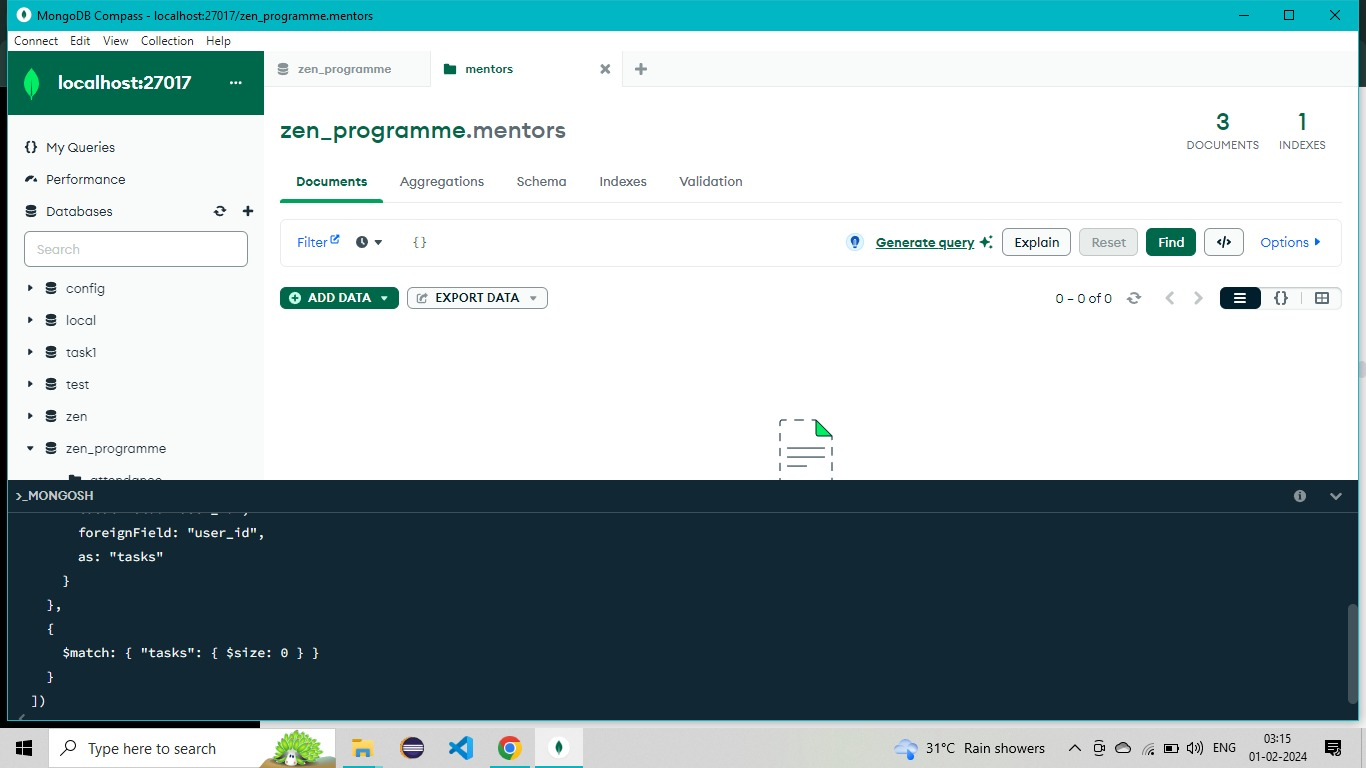 MongoDB Compass - localhost:27017/zen_programme.mentors
Connect Edit View Collection Help
localhost:27017 ...
zen_programme
mentors
{} My Queries
Performance
Databases
Search
config
local
task1
test
zen
zen_programme
attendance
zen_programme.mentors
3
DOCUMENTS
1
INDEXES
Documents Aggregations Schema Indexes Validation
Filter {} Generate query Explain Reset Find </> Options
ADD DATA EXPORT DATA 0 – 0 of 0 {}
>_MONGOSH
foreignField: "user_id",
as: "tasks"
}
},
{
$match: { "tasks": { $size: 0 } }
}
])
Type here to search
31°C Rain showers
ENG
03:15
01-02-2024